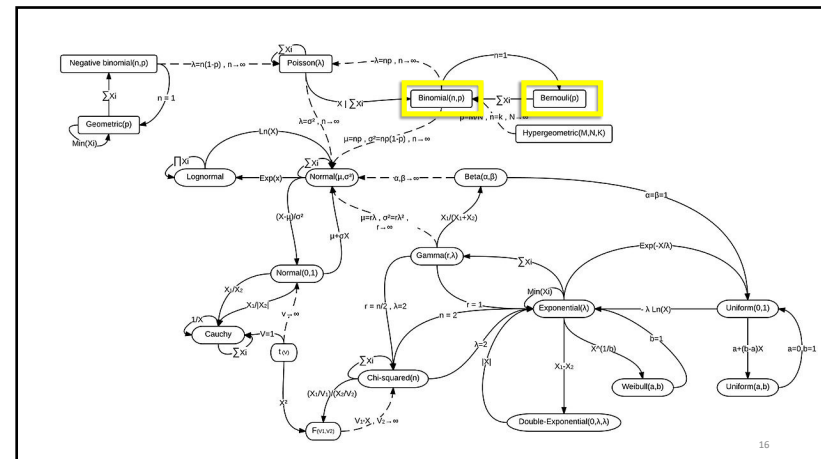 n=1
∑Xi
Negative binomial(n,p)
λ=n(1-p) , n→∞
Poisson(λ)
λ=np , n→∞
Binomial(n,p)
∑Xi
Bernouli(p)
∑Xi
n = 1
X | ∑Xi
Geometric(p)
λ=σ² , n→∞
Hypergeometric(M,N,K)
Min(Xi)
Ln(X)
μ=np , σ²=np(1-p) , n→∞
∏Xi
∑Xi
Lognormal
Exp(x)
Normal(μ,σ²)
α,β→∞
Beta(α,β)
α=β=1
(X-μ)/σ²
μ=rλ , σ²=rλ² ,
r→∞
X₁/(X₁+X₂)
μ+σX
Exp(-X/λ)
Gamma(r,λ)
∑Xi
Normal(0,1)
X₁/X₂
Min(Xi)
X₁/|X₂|
r = n/2 , λ=2
r = 1
n = 2
Exponential(λ)
- λ Ln(X)
Uniform(0,1)
1/X
Cauchy
V=1
λ=2
b=1
X^(1/b)
a+(b-a)X
a=0,b=1
∑Xi
t(V)
∑Xi
|X|
X₁-X₂
Chi-squared(n)
Weibull(a,b)
Uniform(a,b)
(X₁/V₁)/(X₂/V₂)
X²
Double-Exponential(0,λ,λ)
F(V1,V2)
16